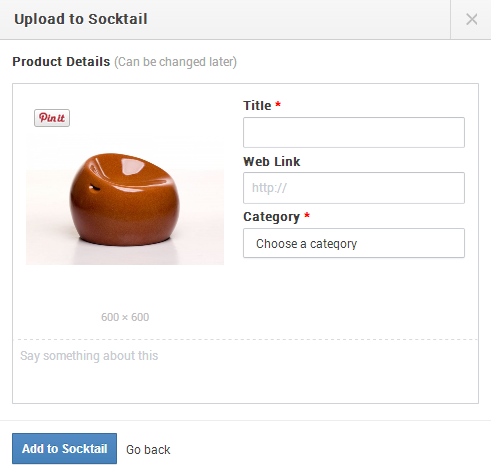 Upload to Socktail
Product Details (Can be changed later)
Pin it
Title *
Web Link
http://
Category *
Choose a category
600 × 600
Say something about this
Add to Socktail
Go back